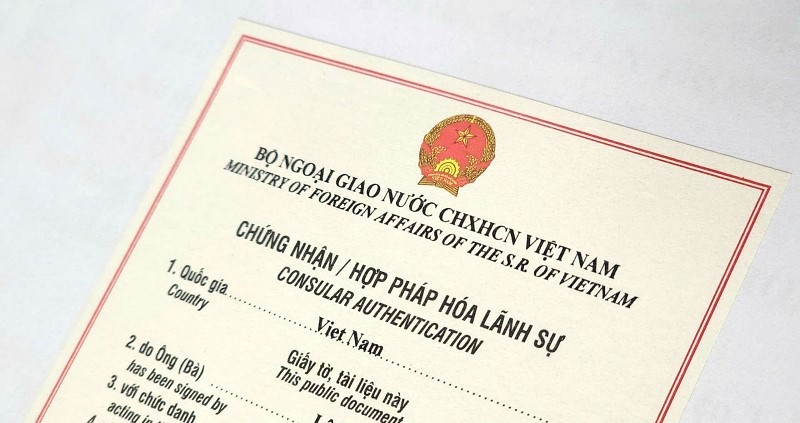 BỘ NGOẠI GIAO NƯỚC CHXHCN VIỆT NAM
MINISTRY OF FOREIGN AFFAIRS OF THE S.R. OF VIETNAM
CHỨNG NHẬN / HỢP PHÁP HÓA LÃNH SỰ
CONSULAR AUTHENTICATION
1. Quốc gia Việt Nam
Country
Giấy tờ, tài liệu này
This public document
2. do Ông (Bà)
has been signed by
3. với chức danh
acting in